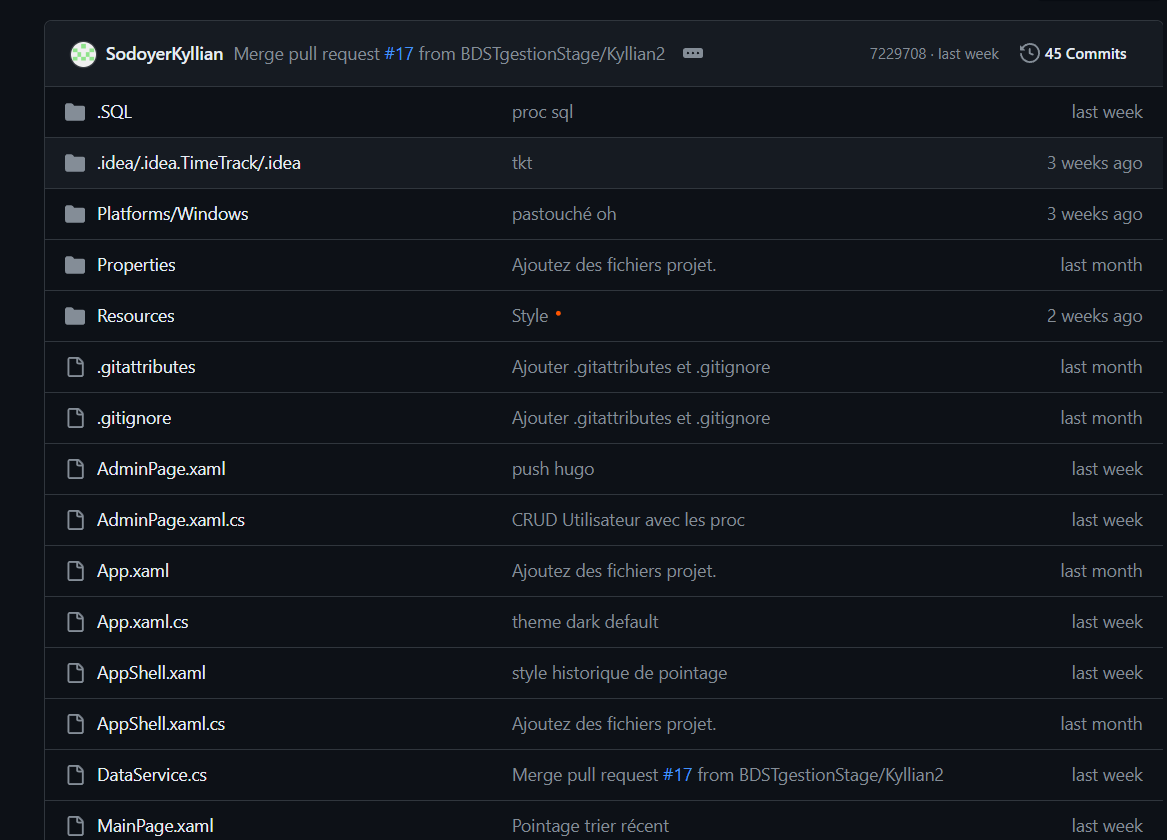 SodoyerKyllian Merge pull request #17 from BDSTgestionStage/Kyllian2 7229708 · last week 45 Commits
.SQL proc sql last week
.idea/.idea.TimeTrack/.idea tkt 3 weeks ago
Platforms/Windows pastouché oh 3 weeks ago
Properties Ajoutez des fichiers projet. last month
Resources Style 2 weeks ago
.gitattributes Ajouter .gitattributes et .gitignore last month
.gitignore Ajouter .gitattributes et .gitignore last month
AdminPage.xaml push hugo last week
AdminPage.xaml.cs CRUD Utilisateur avec les proc last week
App.xaml Ajoutez des fichiers projet. last month
App.xaml.cs theme dark default last week
AppShell.xaml style historique de pointage last week
AppShell.xaml.cs Ajoutez des fichiers projet. last month
DataService.cs Merge pull request #17 from BDSTgestionStage/Kyllian2 last week
MainPage.xaml Pointage trier récent last week